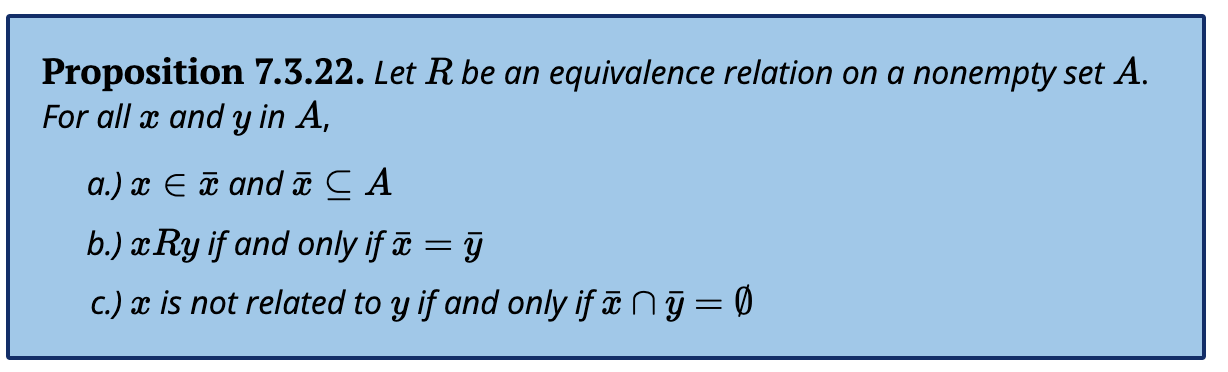 Proposition 7.3.22. Let R be an equivalence relation on a nonempty set A.
For all x and y in A,
a.) x ∈ x̄ and x̄ ⊆ A
b.) xRy if and only if x̄ = ȳ
c.) x is not related to y if and only if x̄ ∩ ȳ = ∅